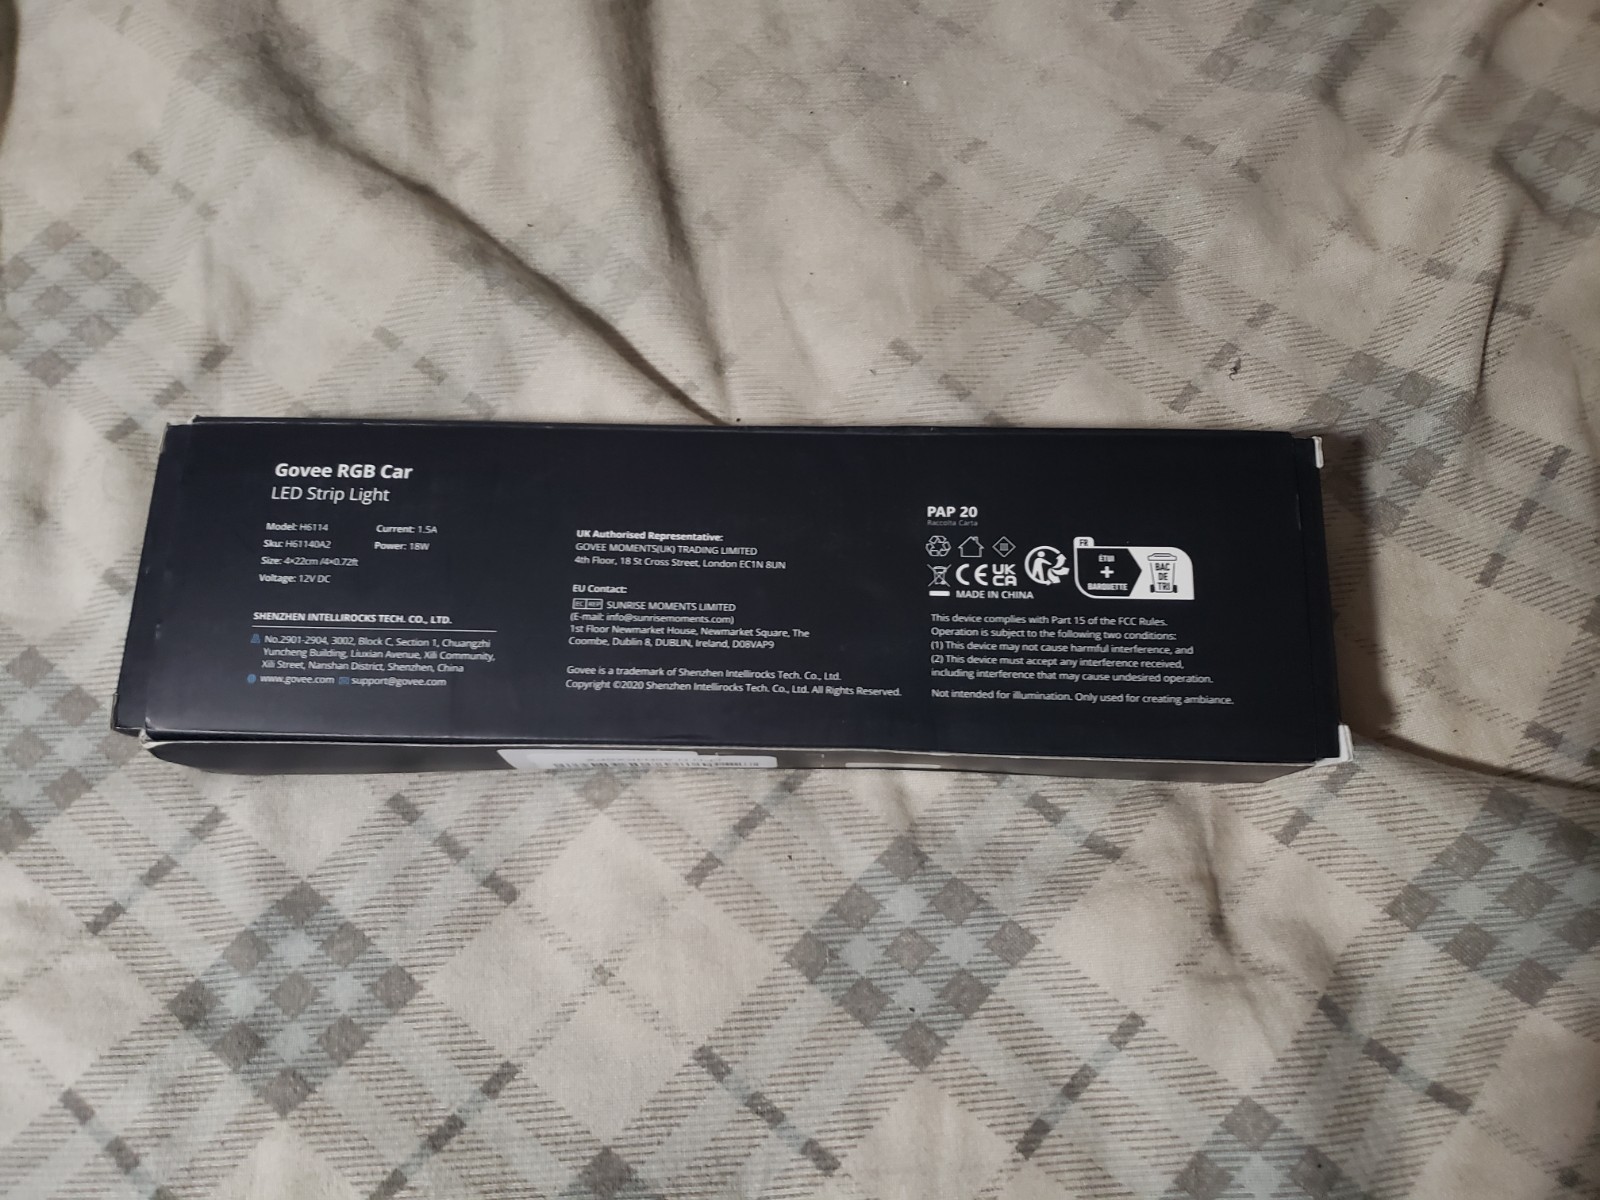 Govee RGB Car
LED Strip Light
Model: H6114
Current: 1.5A
Sku: H61140A2
Power: 18W
Size: 4×22cm /4×0.72ft
Voltage: 12V DC
SHENZHEN INTELLIROCKS TECH. CO., LTD.
No.2901-2904, 3002, Block C, Section 1, Chuangzhi
Yuncheng Building, Liuxian Avenue, Xili Community,
Xili Street, Nanshan District, Shenzhen, China
www.govee.com support@govee.com
UK Authorised Representative:
GOVEE MOMENTS(UK) TRADING LIMITED
4th Floor, 18 St Cross Street, London EC1N 8UN
EU Contact:
EC REP SUNRISE MOMENTS LIMITED
(E-mail: info@sunrisemoments.com)
1st Floor Newmarket House, Newmarket Square, The
Coombe, Dublin 8, DUBLIN, Ireland, D08VAP9
Govee is a trademark of Shenzhen Intellirocks Tech. Co., Ltd.
Copyright ©2020 Shenzhen Intellirocks Tech. Co., Ltd. All Rights Reserved.
PAP 20
Raccolta Carta
CE UK
CA
MADE IN CHINA
FR
ÉTUI
+
BARQUETTE
BAC
DE
TRI
This device complies with Part 15 of the FCC Rules.
Operation is subject to the following two conditions:
(1) This device may not cause harmful interference, and
(2) This device must accept any interference received,
including interference that may cause undesired operation.
Not intended for illumination. Only used for creating ambiance.